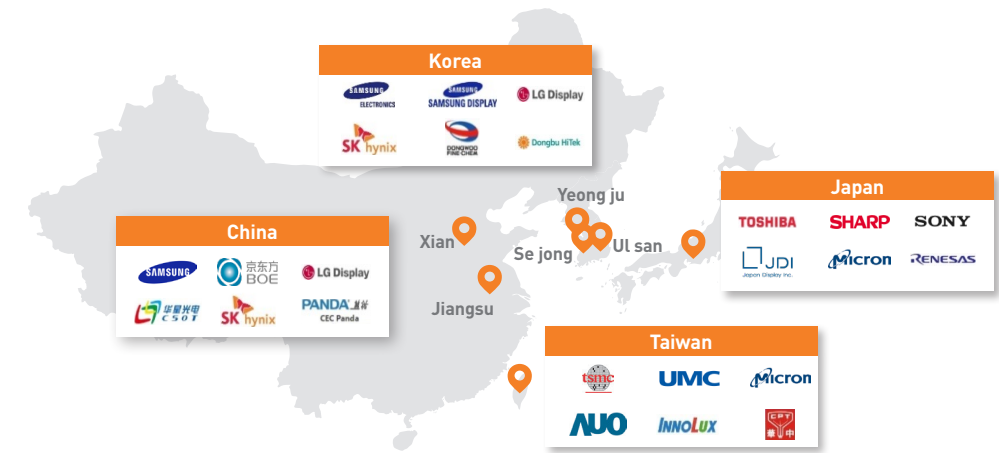 Korea
SAMSUNG
ELECTRONICS
SAMSUNG
SAMSUNG DISPLAY
LG Display
SK hynix
DONGWOO
FINE-CHEM
Dongbu HiTek
Yeong ju
Japan
TOSHIBA
SHARP
SONY
JDI
Japan Display Inc.
Micron
RENESAS
China
SAMSUNG
京东方
BOE
LG Display
华星光电
CSOT
SK hynix
PANDA
CEC Panda
Xian
Se jong
Ul san
Jiangsu
Taiwan
tsmc
UMC
Micron
AUO
INNOLUX
CPT
華中